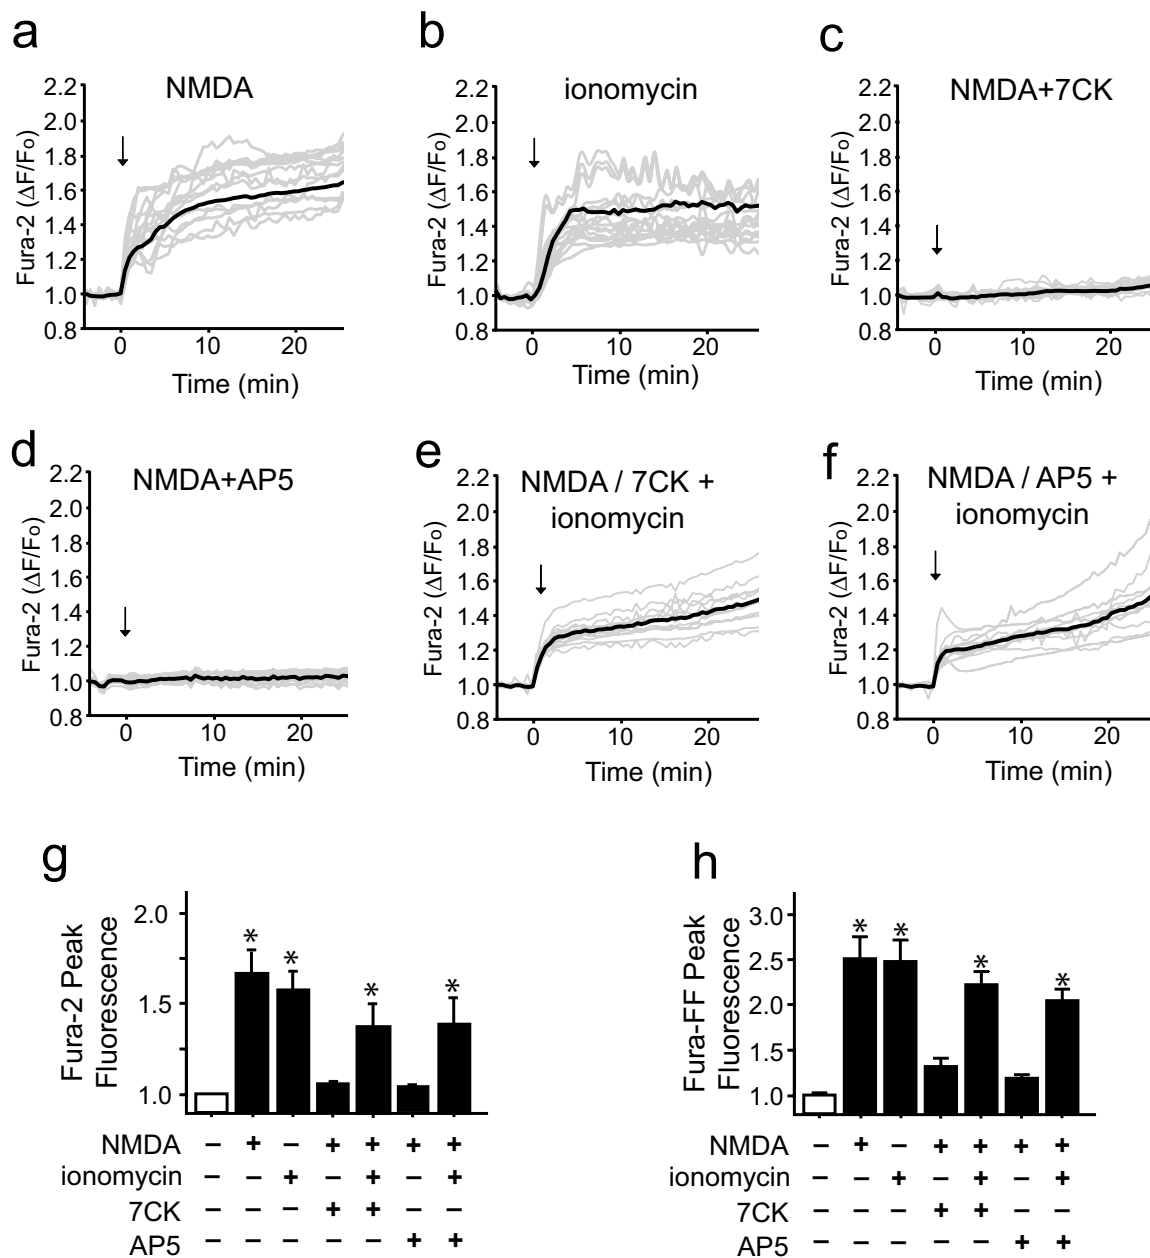 a
NMDA
2.2
2.0
1.8
1.6
1.4
1.2
1.0
0.8
Fura-2 (ΔF/Fo)
0 10 20
Time (min)
b
ionomycin
2.2
2.0
1.8
1.6
1.4
1.2
1.0
0.8
Fura-2 (ΔF/Fo)
0 10 20
Time (min)
c
NMDA+7CK
2.2
2.0
1.8
1.6
1.4
1.2
1.0
0.8
Fura-2 (ΔF/Fo)
0 10 20
Time (min)
d
NMDA+AP5
2.2
2.0
1.8
1.6
1.4
1.2
1.0
0.8
Fura-2 (ΔF/Fo)
0 10 20
Time (min)
e
NMDA / 7CK +
ionomycin
2.2
2.0
1.8
1.6
1.4
1.2
1.0
0.8
Fura-2 (ΔF/Fo)
0 10 20
Time (min)
f
NMDA / AP5 +
ionomycin
2.2
2.0
1.8
1.6
1.4
1.2
1.0
0.8
Fura-2 (ΔF/Fo)
0 10 20
Time (min)
g
Fura-2 Peak
Fluorescence
2.0
1.5
1.0
* * * *
NMDA – + – + + + +
ionomycin – – + – + – +
7CK – – – + + – –
AP5 – – – – – + +
h
Fura-FF Peak
Fluorescence
3.0
2.5
2.0
1.5
1.0
* * * *
NMDA – + – + + + +
ionomycin – – + – + – +
7CK – – – + + – –
AP5 – – – – – + +